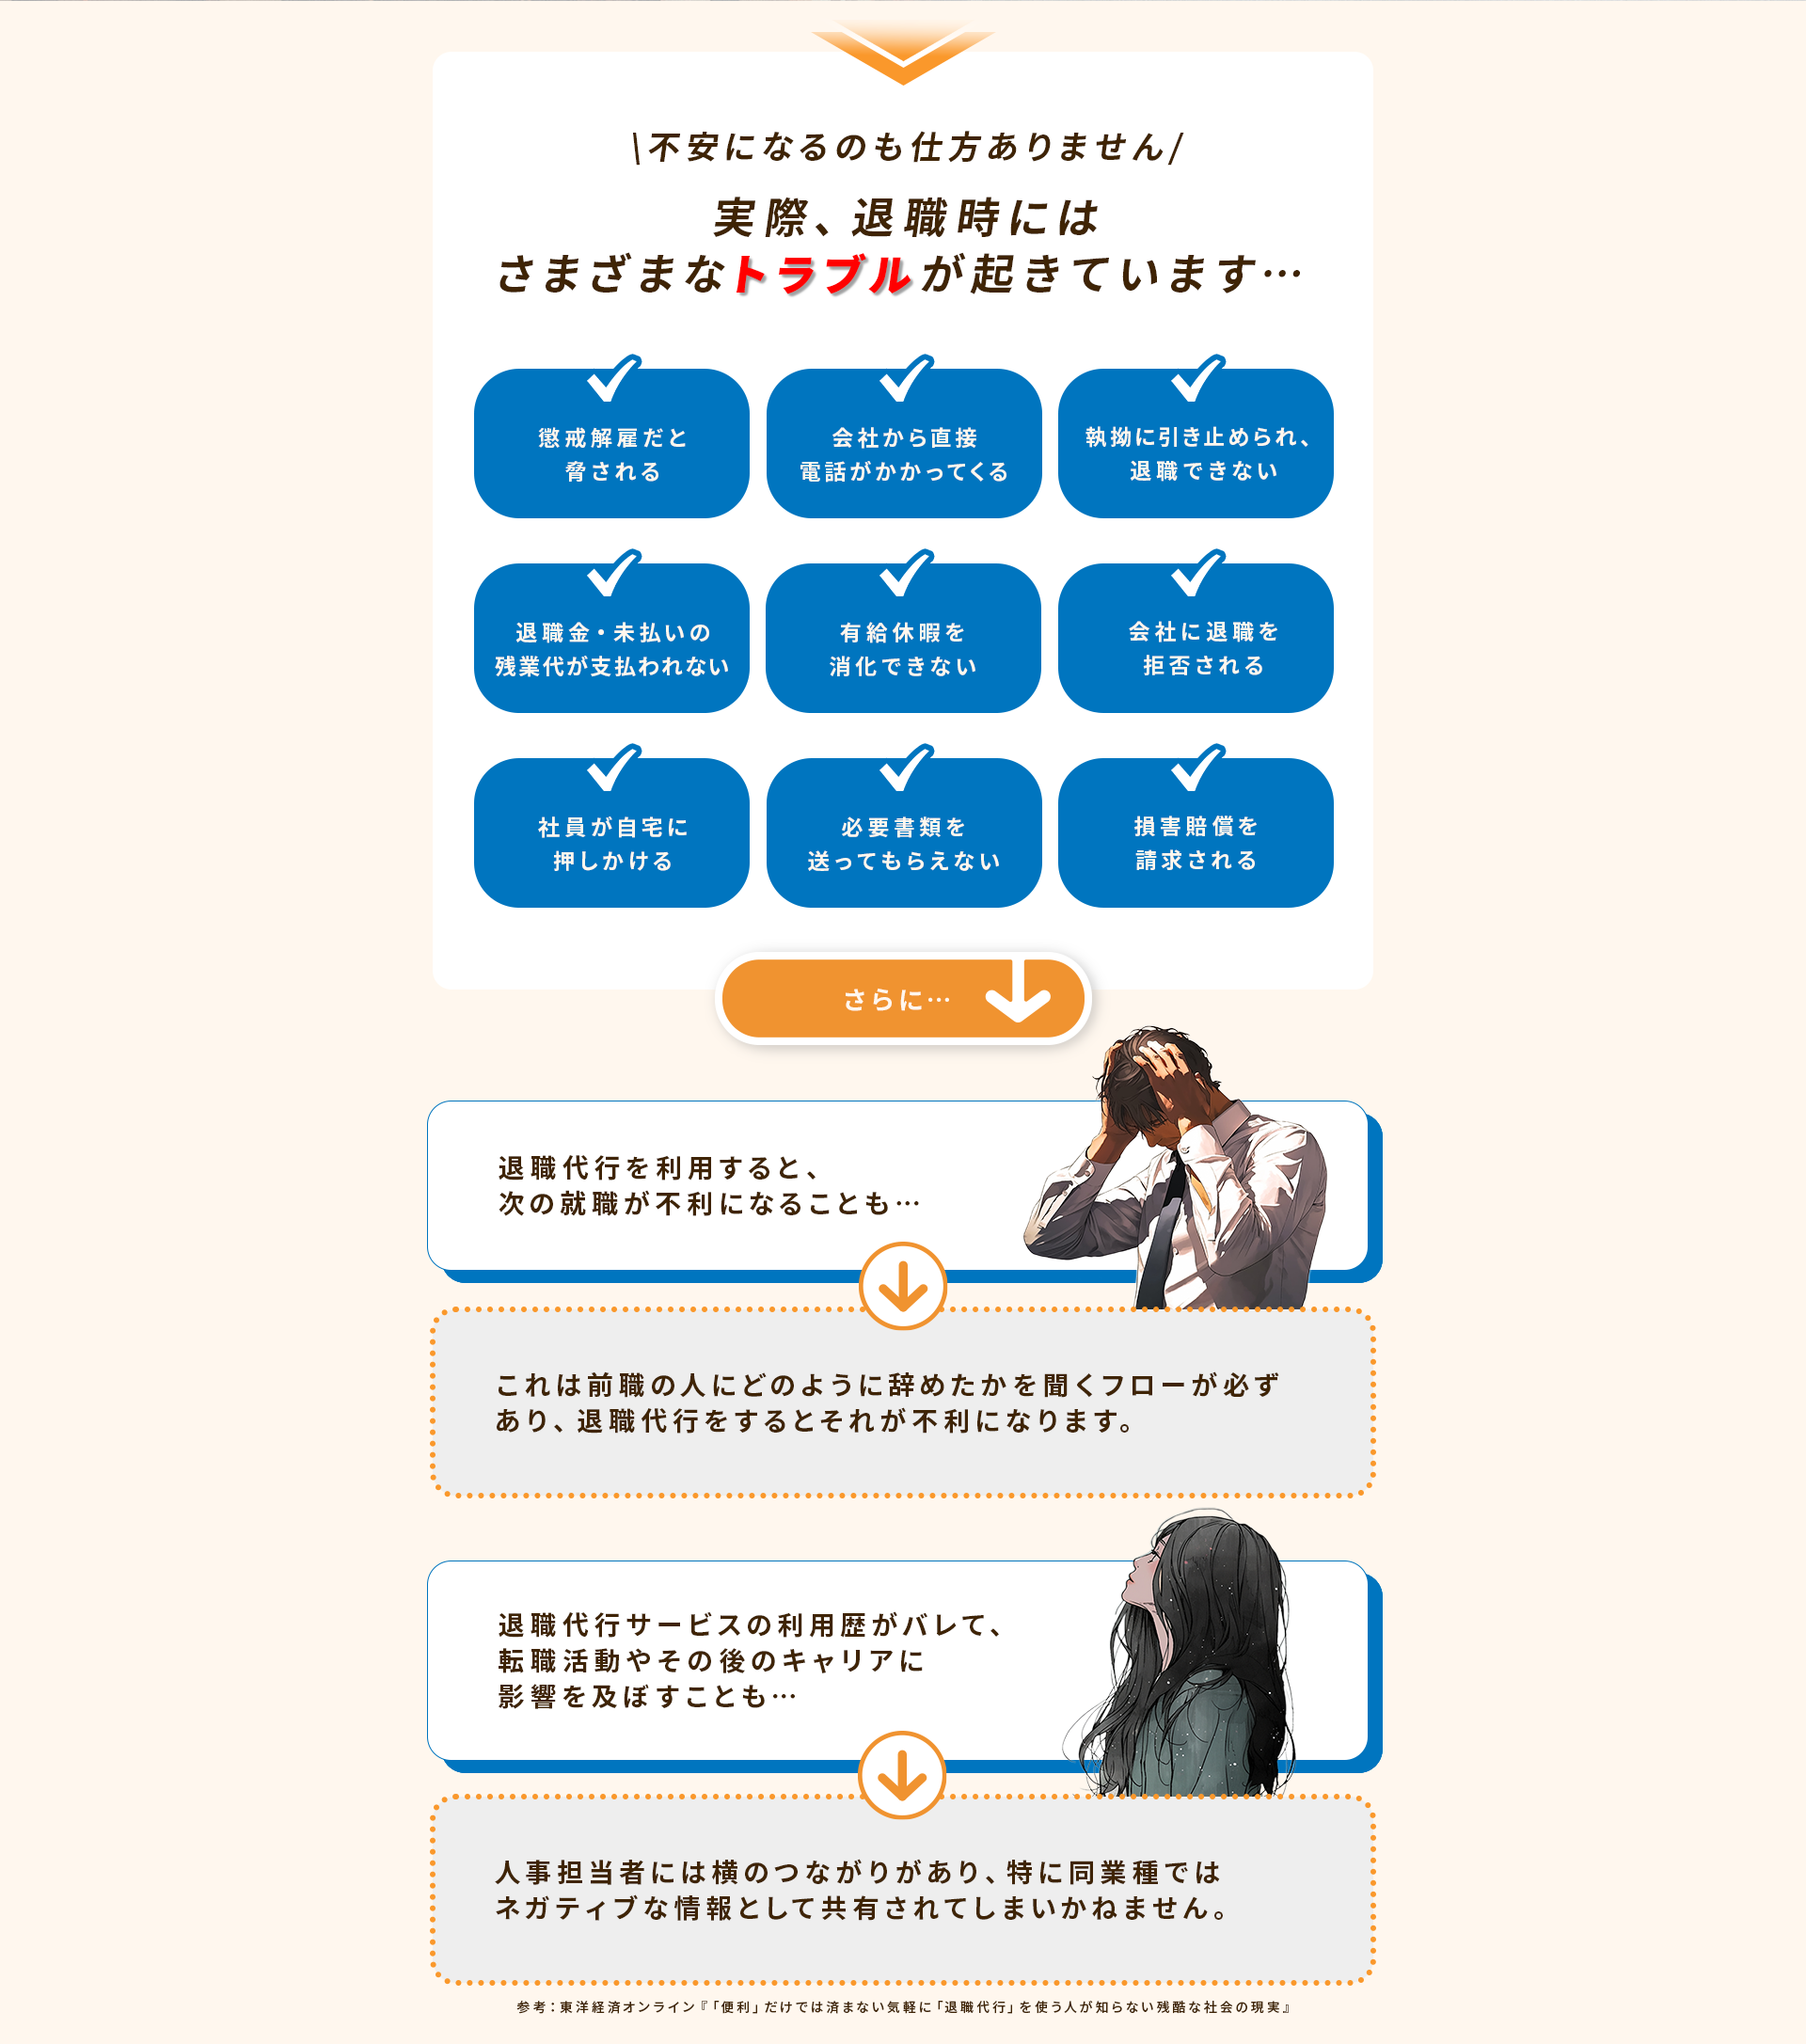 \不安になるのも仕方ありません/
実際、退職時には
さまざまなトラブルが起きています…
懲戒解雇だと
脅される
会社から直接
電話がかかってくる
執拗に引き止められ、
退職できない
退職金・未払いの
残業代が支払われない
有給休暇を
消化できない
会社に退職を
拒否される
社員が自宅に
押しかける
必要書類を
送ってもらえない
損害賠償を
請求される
さらに…
退職代行を利用すると、
次の就職が不利になることも…
これは前職の人にどのように辞めたかを聞くフローが必ず
あり、退職代行をするとそれが不利になります。
退職代行サービスの利用歴がバレて、
転職活動やその後のキャリアに
影響を及ぼすことも…
人事担当者には横のつながりがあり、特に同業種では
ネガティブな情報として共有されてしまいかねません。
参考：東洋経済オンライン『「便利」だけでは済まない気軽に「退職代行」を使う人が知らない残酷な社会の現実』